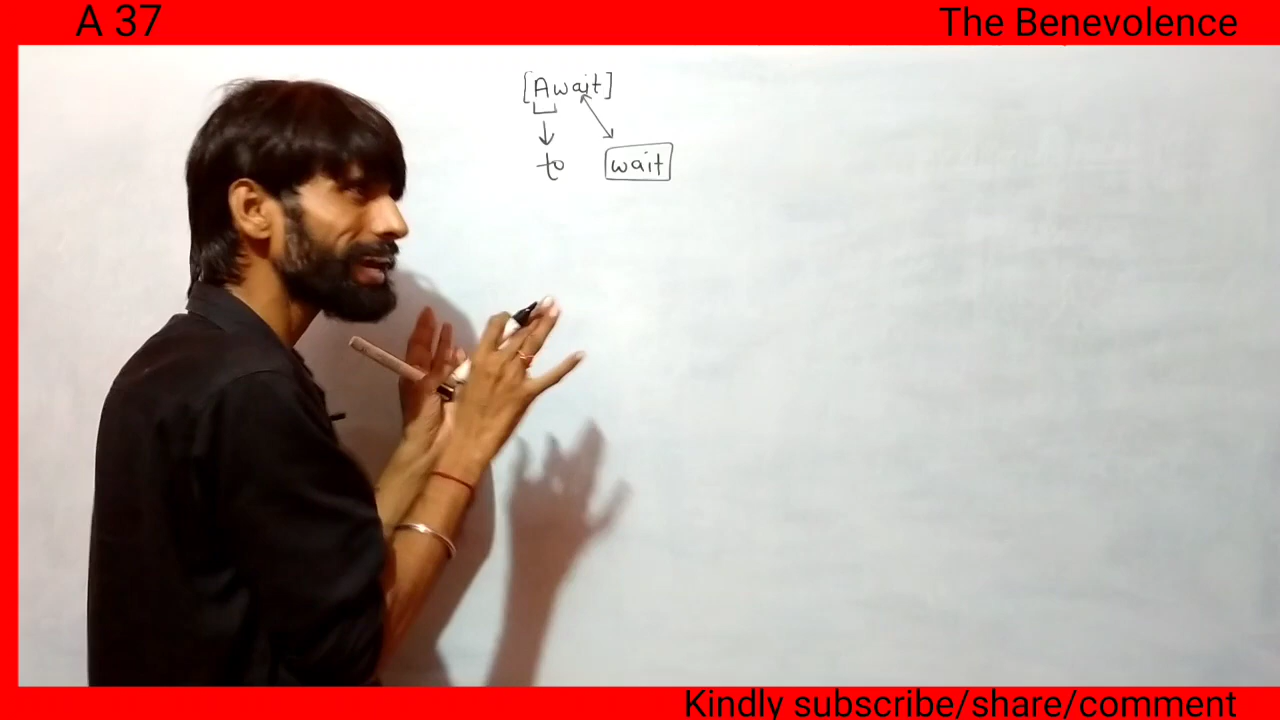 A 37
The Benevolence
[Await]
to wait
Kindly subscribe/share/comment